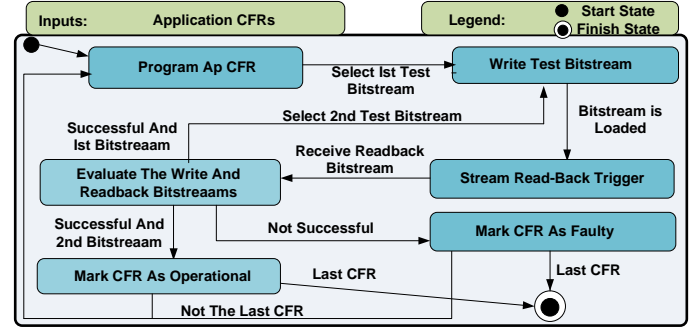 Inputs:
Application CFRs
Legend:
Start State
Finish State
Program Ap CFR
Select Ist Test
Bitstream
Write Test Bitstream
Successful And
Ist Bitstreaam
Select 2nd Test Bitstream
Bitstream is
Loaded
Evaluate The Write And
Readback Bitstreaams
Receive Readback
Bitstream
Stream Read-Back Trigger
Successful And
2nd Bitstreaam
Not Successful
Mark CFR As Faulty
Mark CFR As Operational
Last CFR
Last CFR
Not The Last CFR